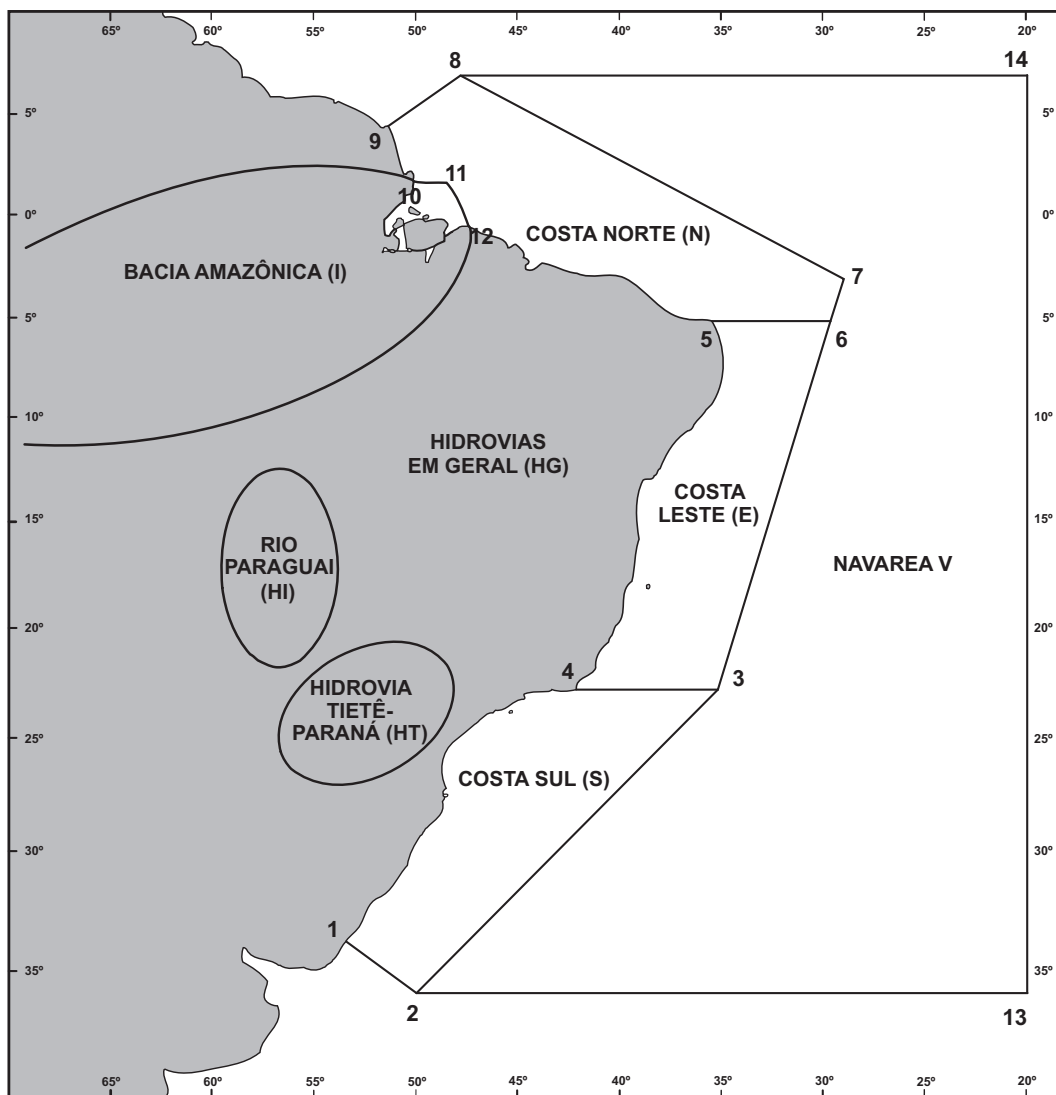 65º 60º 55º 50º 45º 40º 35º 30º 25º 20º
8 14
5º 5º
9
11
10
0º 0º
12
COSTA NORTE (N)
BACIA AMAZÔNICA (I)
7
5º 5º
5 6
10º 10º
HIDROVIAS
EM GERAL (HG)
COSTA
LESTE (E)
15º 15º
RIO
PARAGUAI
(HI)
NAVAREA V
20º 20º
4 3
HIDROVIA
TIETÊ-
PARANÁ (HT)
25º 25º
COSTA SUL (S)
30º 30º
1
35º 35º
2 13
65º 60º 55º 50º 45º 40º 35º 30º 25º 20º